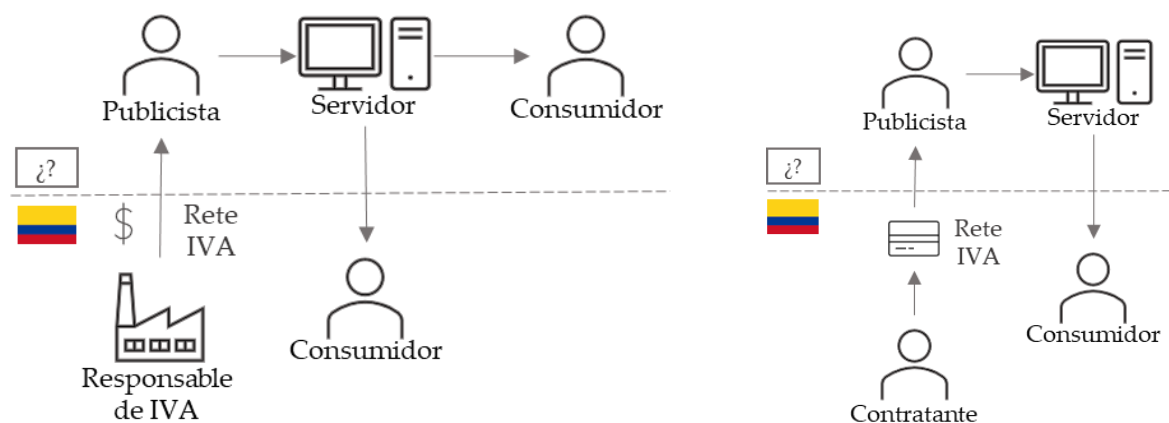 Publicista
Servidor
Consumidor
¿?
$
Rete
IVA
Consumidor
Responsable
de IVA
Publicista
Servidor
¿?
Rete
IVA
Consumidor
Contratante